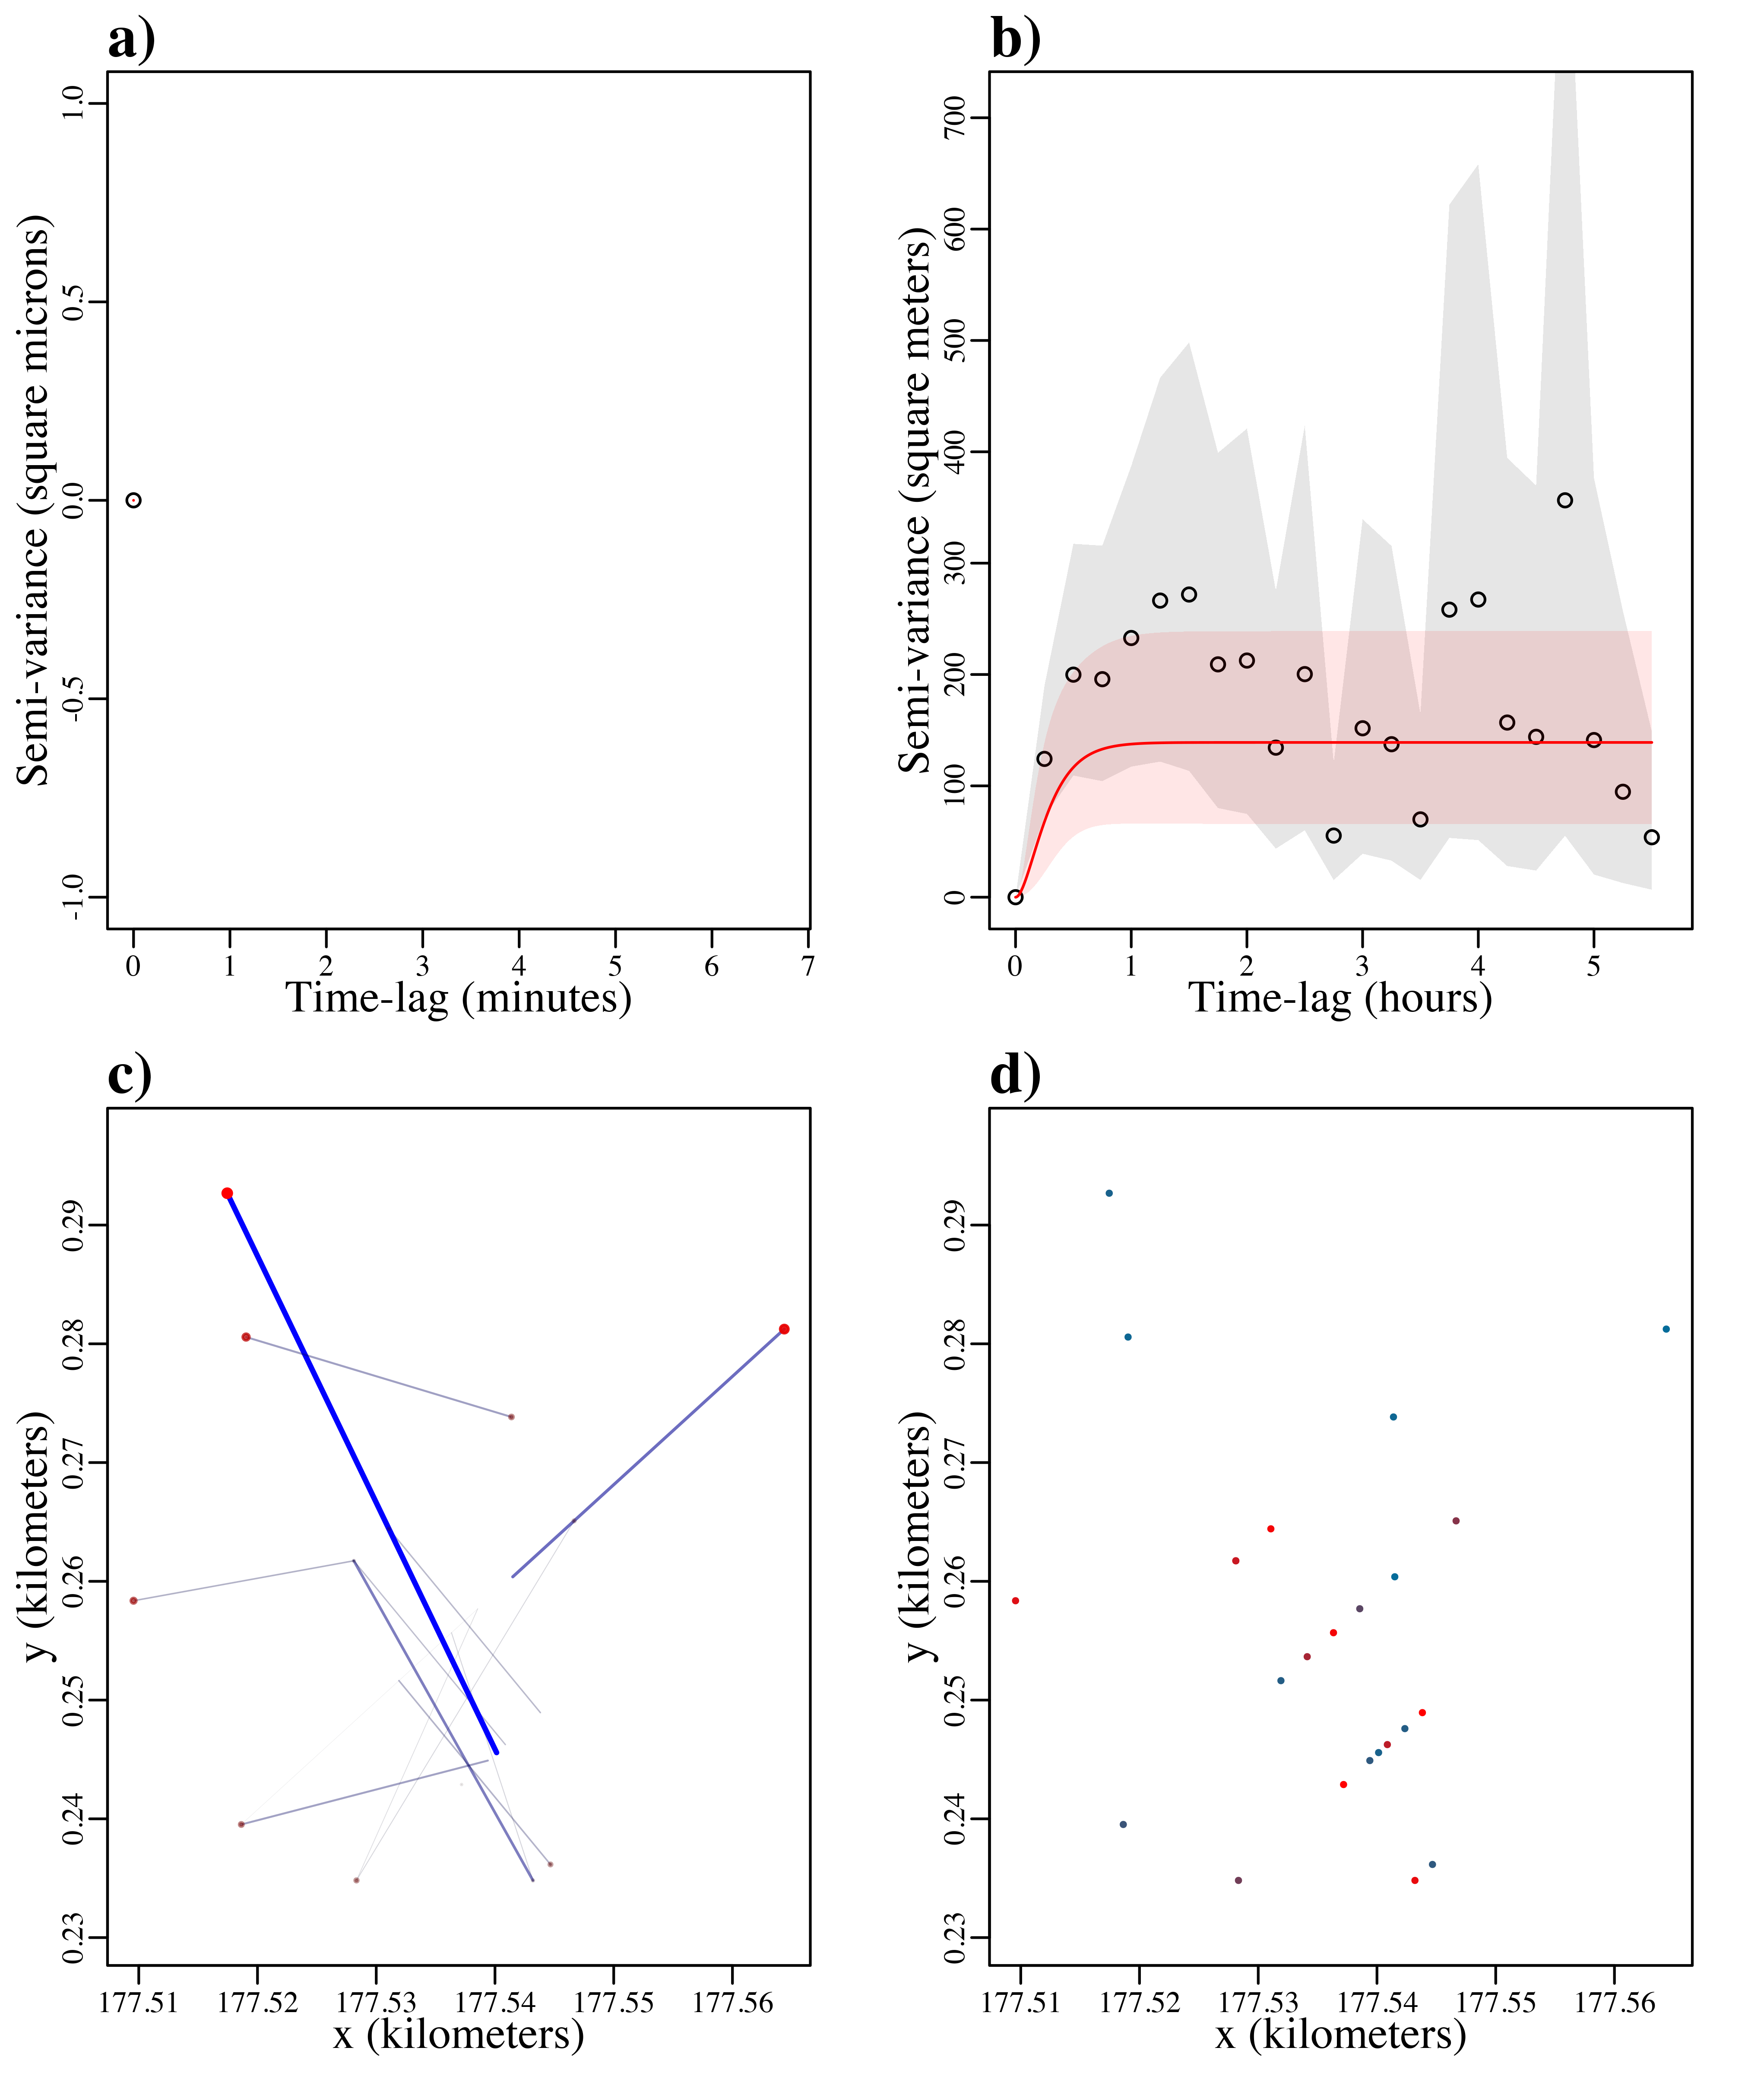 a)
Semi-variance (square microns)
1.0
0.5
0.0
-0.5
-1.0
0 1 2 3 4 5 6 7
Time-lag (minutes)
b)
Semi-variance (square meters)
700
600
500
400
300
200
100
0
0 1 2 3 4 5
Time-lag (hours)
c)
y (kilometers)
0.29
0.28
0.27
0.26
0.25
0.24
0.23
177.51 177.52 177.53 177.54 177.55 177.56
x (kilometers)
d)
y (kilometers)
0.29
0.28
0.27
0.26
0.25
0.24
0.23
177.51 177.52 177.53 177.54 177.55 177.56
x (kilometers)